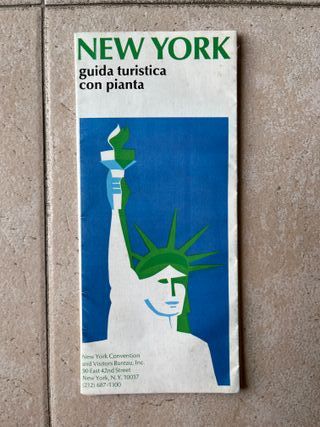 NEW YORK
guida turistica
con pianta
New York Convention
and Visitors Bureau, Inc.
90 East 42nd Street
New York, N.Y. 10017
(212) 687-1300